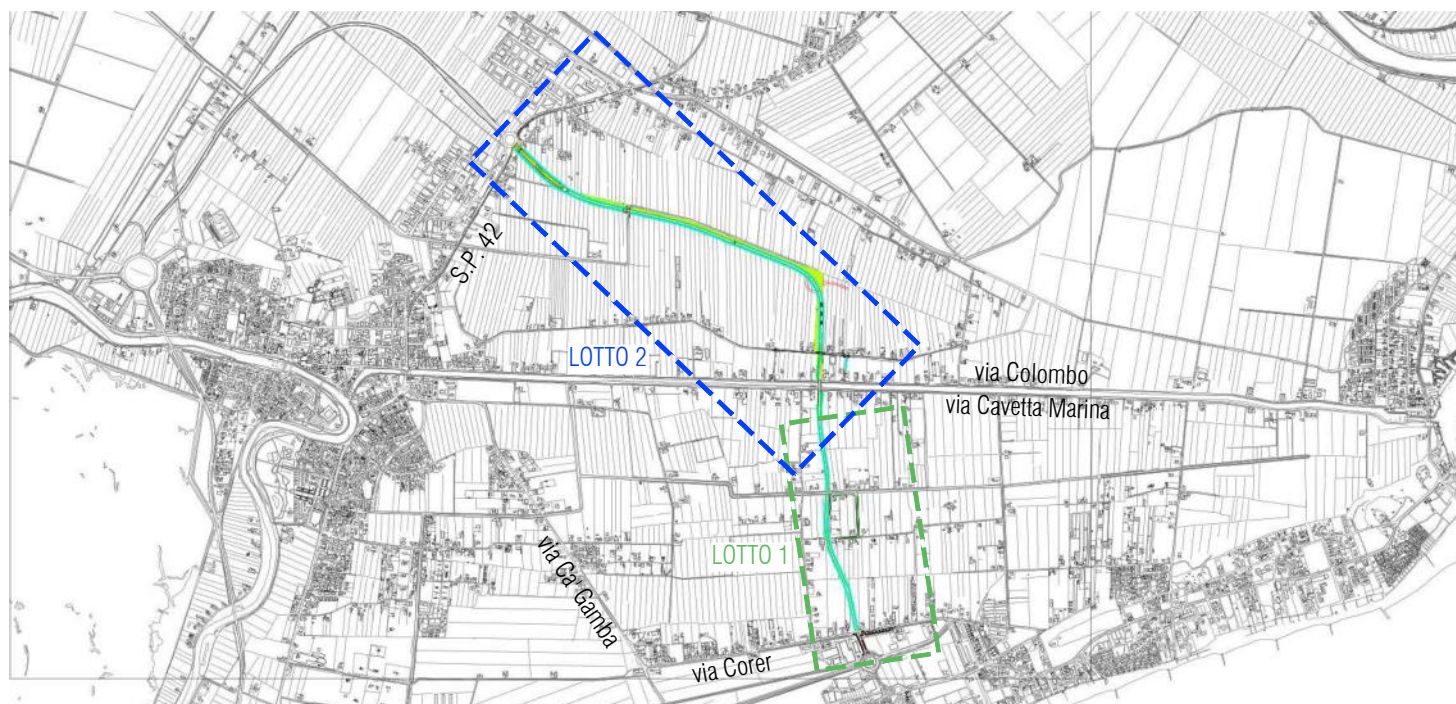 S.P. 42
LOTTO 2
via Colombo
via Cavetta Marina
LOTTO 1
via Ca' Gamba
via Corer